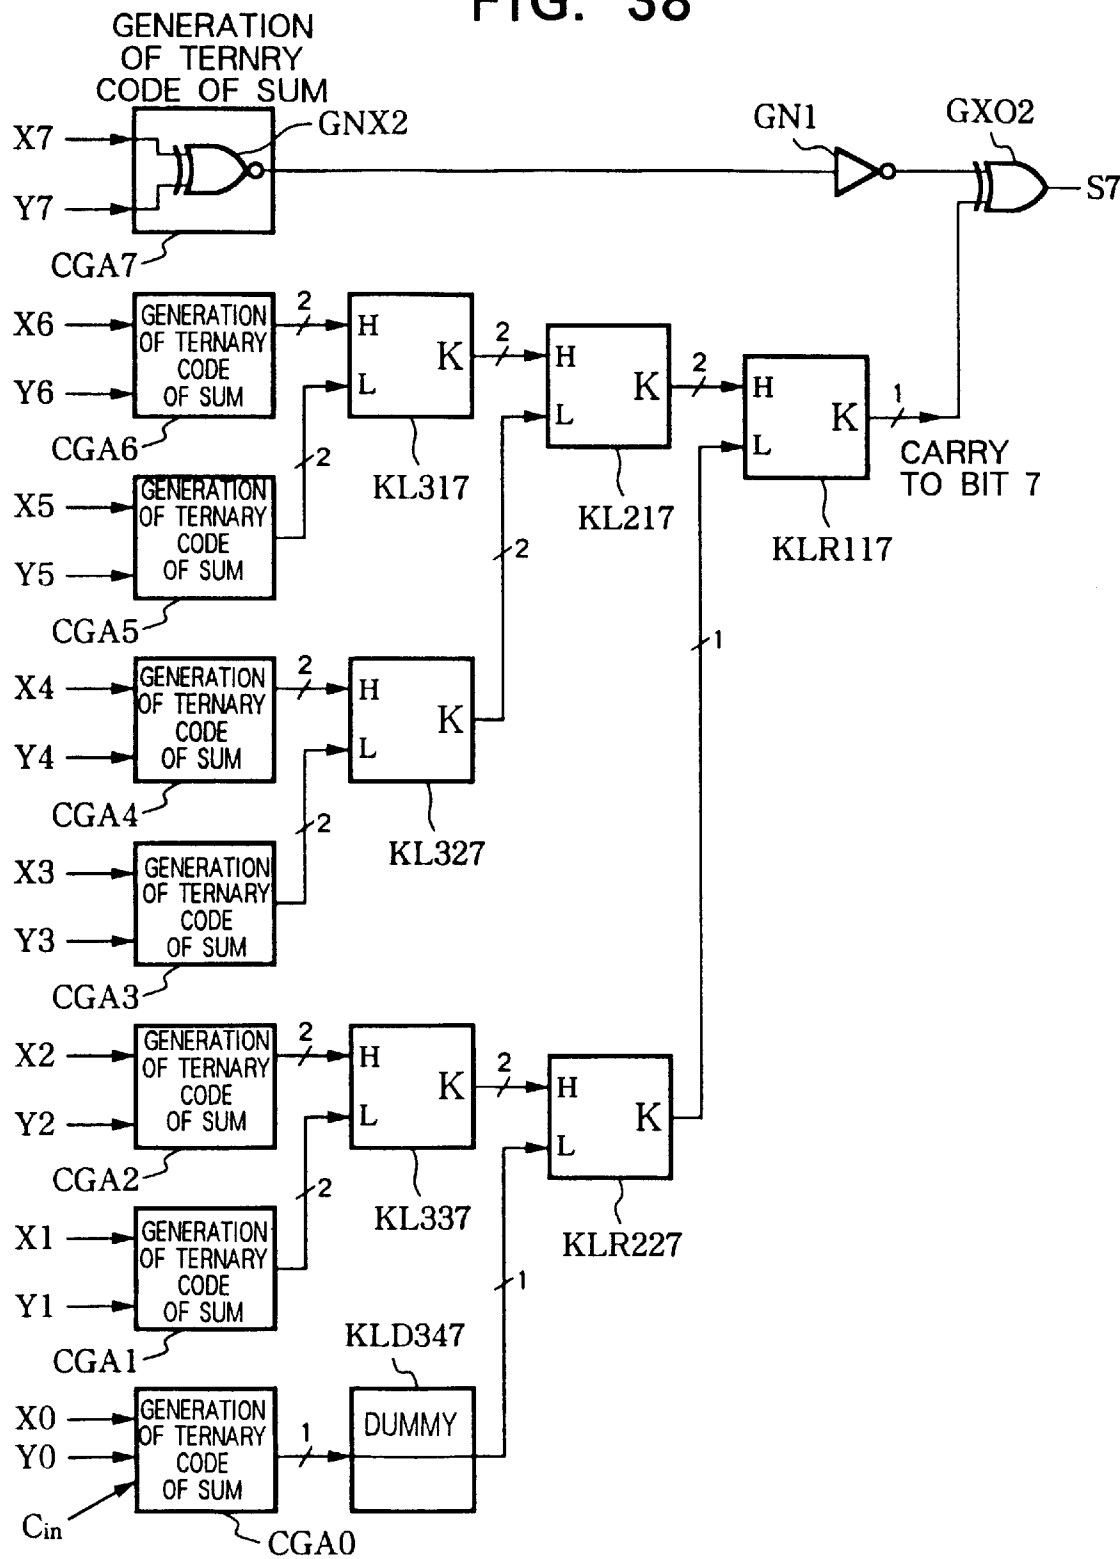 FIG. 38
GENERATION
OF TERNRY
CODE OF SUM
X7
Y7
GNX2
CGA7
GN1
GXO2
S7
X6
Y6
GENERATION
OF TERNARY
CODE
OF SUM
CGA6
2
H
L
K
KL317
2
H
L
K
KL217
2
H
L
K
KLR117
1
CARRY
TO BIT 7
X5
Y5
GENERATION
OF TERNARY
CODE
OF SUM
CGA5
2
2
1
X4
Y4
GENERATION
OF TERNARY
CODE
OF SUM
CGA4
2
H
L
K
KL327
X3
Y3
GENERATION
OF TERNARY
CODE
OF SUM
CGA3
2
X2
Y2
GENERATION
OF TERNARY
CODE
OF SUM
CGA2
2
H
L
K
KL337
2
H
L
K
KLR227
X1
Y1
GENERATION
OF TERNARY
CODE
OF SUM
CGA1
2
1
KLD347
X0
Y0
Cin
GENERATION
OF TERNARY
CODE
OF SUM
CGA0
1
DUMMY